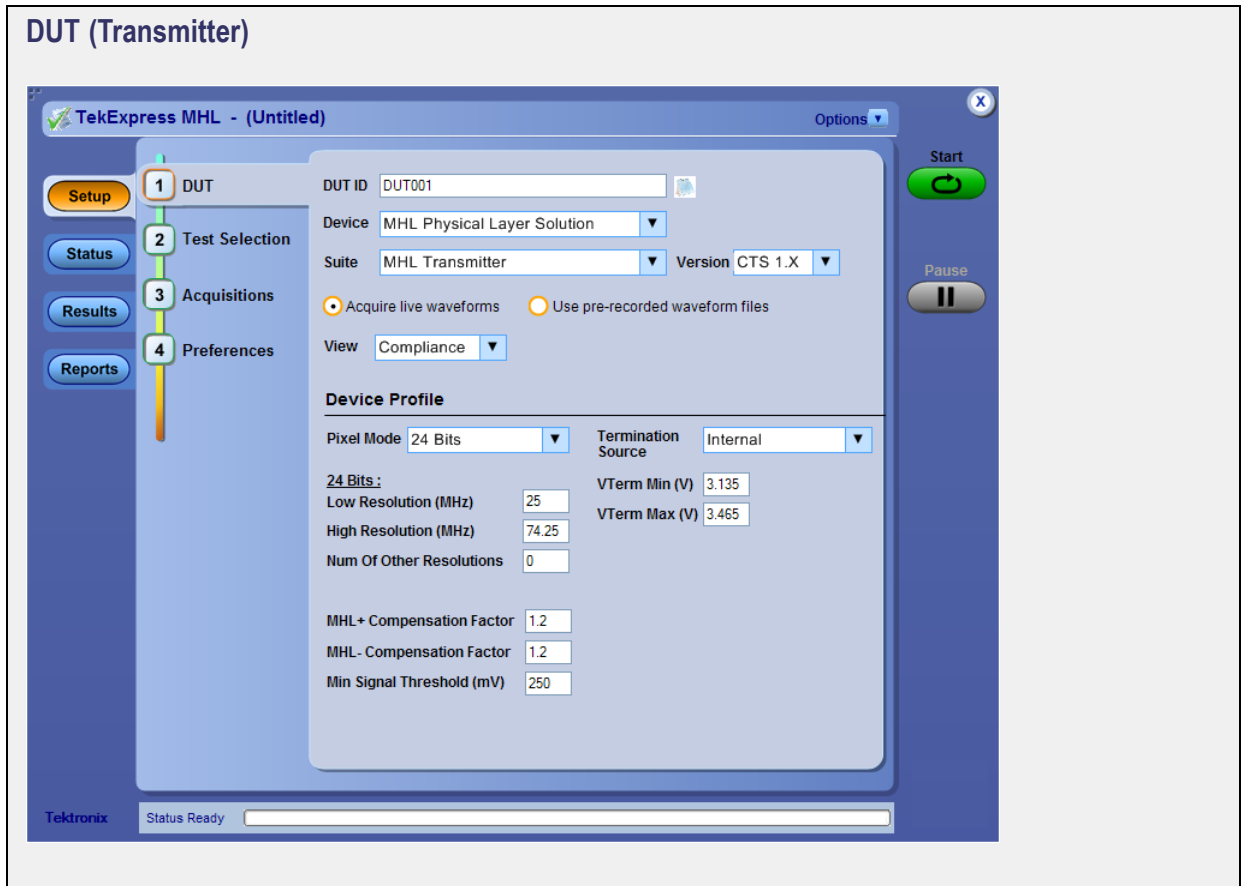 DUT (Transmitter)
TekExpress MHL - (Untitled)
Options
X
Setup
Status
Results
Reports
1 DUT
2 Test Selection
3 Acquisitions
4 Preferences
DUT ID DUT001
Device MHL Physical Layer Solution
Suite MHL Transmitter Version CTS 1.X
Acquire live waveforms Use pre-recorded waveform files
View Compliance
Device Profile
Pixel Mode 24 Bits
Termination
Source Internal
24 Bits :
Low Resolution (MHz) 25
High Resolution (MHz) 74.25
Num Of Other Resolutions 0
VTerm Min (V) 3.135
VTerm Max (V) 3.465
MHL+ Compensation Factor 1.2
MHL- Compensation Factor 1.2
Min Signal Threshold (mV) 250
Start
Pause
Tektronix
Status Ready